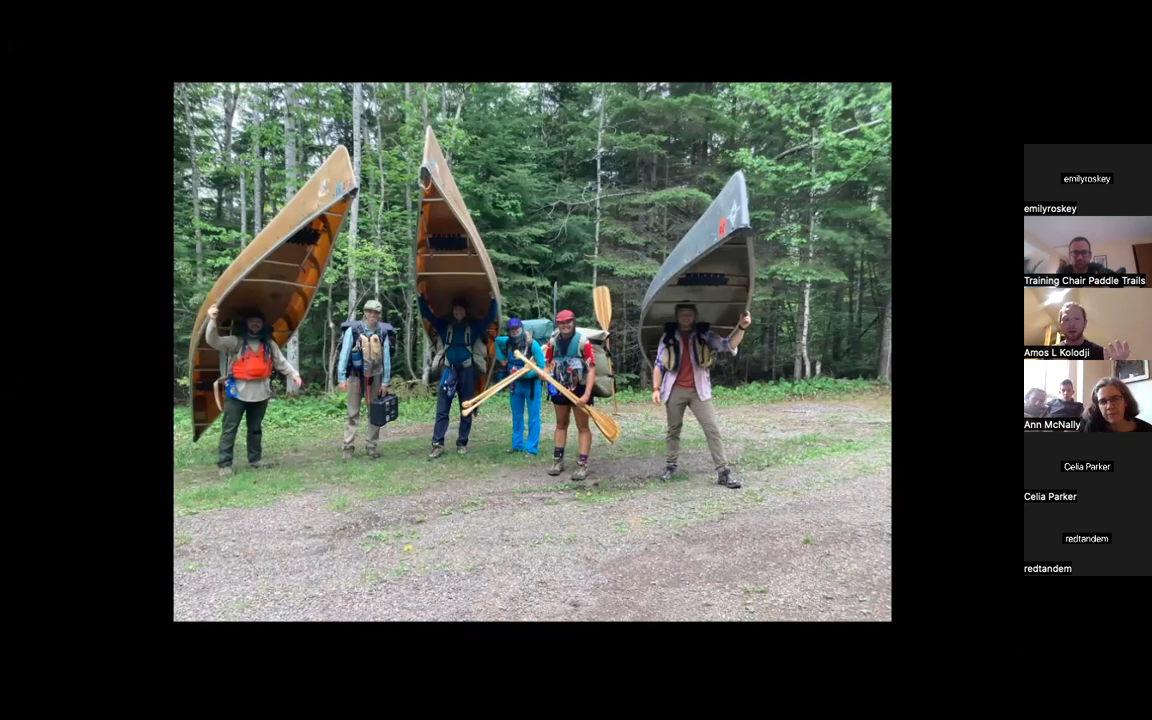 emilyroskey
emilyroskey
Training Chair Paddle Trails
Amos L Kolodji
Ann McNally
Celia Parker
Celia Parker
redtandem
redtandem